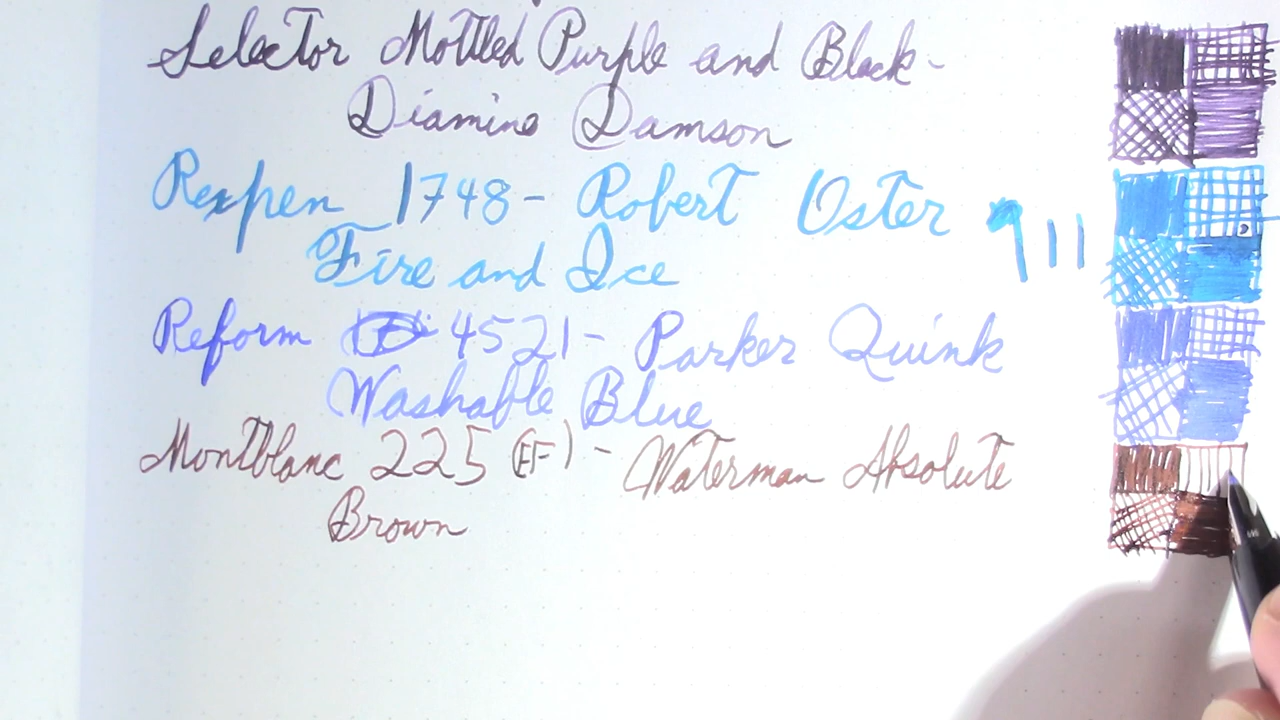 Selector Mottled Purple and Black-
Diamine Damson
Rexpen 1748- Robert Oster
Fire and Ice
911
Reform 4521- Parker Quink
Washable Blue
Montblanc 225 (EF) - Waterman Absolute
Brown